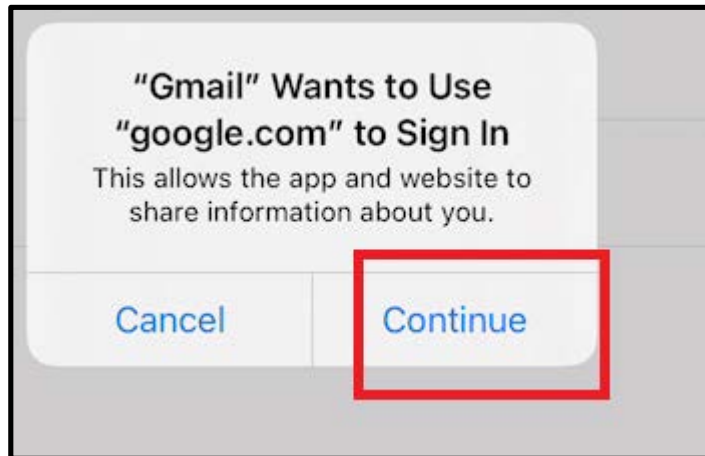 "Gmail" Wants to Use
"google.com" to Sign In
This allows the app and website to
share information about you.
Cancel
Continue